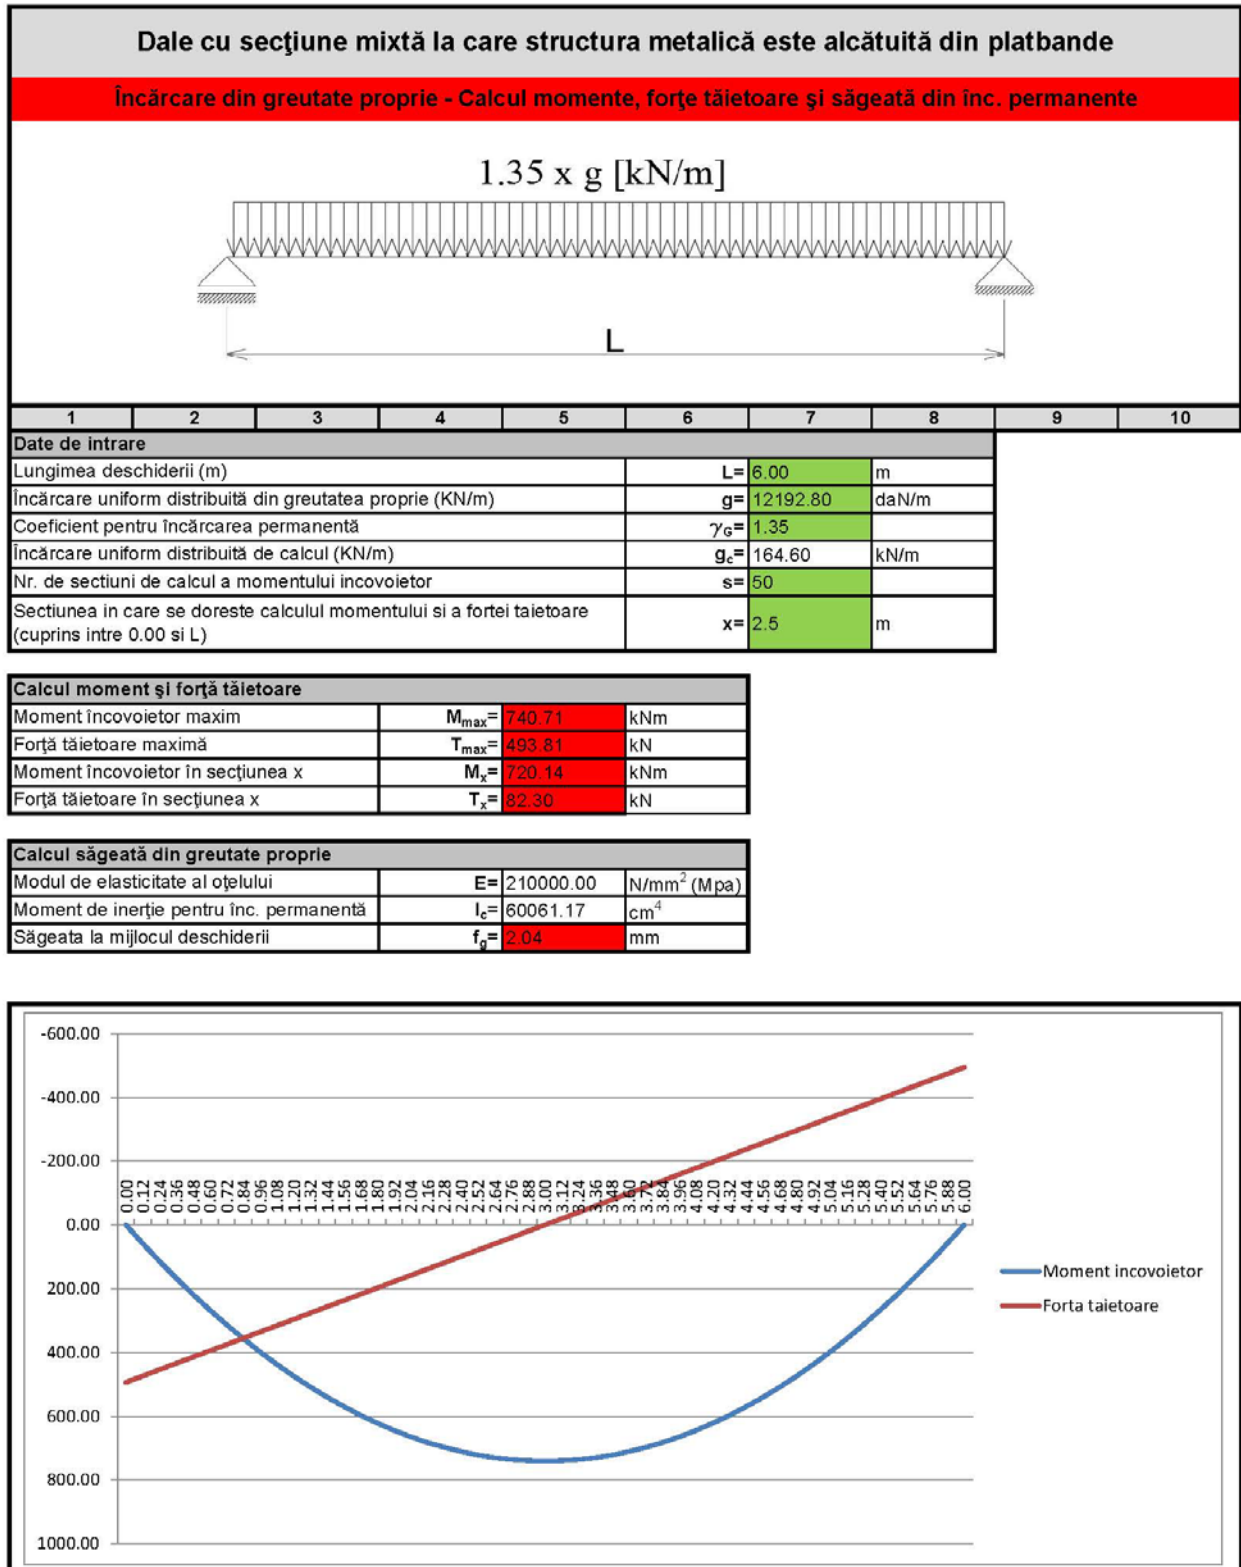 Dale cu secţiune mixtă la care structura metalică este alcătuită din platbande
Încărcare din greutate proprie - Calcul momente, forţe tăietoare şi săgeată din înc. permanente
1.35 x g [kN/m]
L
1 2 3 4 5 6 7 8 9 10
Date de intrare
Lungimea deschiderii (m) L= 6.00 m
Încărcare uniform distribuită din greutatea proprie (KN/m) g= 12192.80 daN/m
Coeficient pentru încărcarea permanentă γG= 1.35
Încărcare uniform distribuită de calcul (KN/m) gc= 164.60 kN/m
Nr. de sectiuni de calcul a momentului incovoietor s= 50
Sectiunea in care se doreste calculul momentului si a fortei taietoare
(cuprins intre 0.00 si L) x= 2.5 m
Calcul moment şi forţă tăietoare
Moment încovoietor maxim Mmax= 740.71 kNm
Forţă tăietoare maximă Tmax= 493.81 kN
Moment încovoietor în secţiunea x Mx= 720.14 kNm
Forţă tăietoare în secţiunea x Tx= 82.30 kN
Calcul săgeată din greutate proprie
Modul de elasticitate al oţelului E= 210000.00 N/mm² (Mpa)
Moment de inerţie pentru înc. permanentă Ic= 60061.17 cm⁴
Săgeata la mijlocul deschiderii fg= 2.04 mm
-600.00
-400.00
-200.00
0.00 0.12 0.24 0.36 0.48 0.60 0.72 0.84 0.96 1.08 1.20 1.32 1.44 1.56 1.68 1.80 1.92 2.04 2.16 2.28 2.40 2.52 2.64 2.76 2.88 3.00 3.12 3.24 3.36 3.48 3.60 3.72 3.84 3.96 4.08 4.20 4.32 4.44 4.56 4.68 4.80 4.92 5.04 5.16 5.28 5.40 5.52 5.64 5.76 5.88 6.00
0.00
200.00
400.00
600.00
800.00
1000.00
Moment incovoietor
Forta taietoare